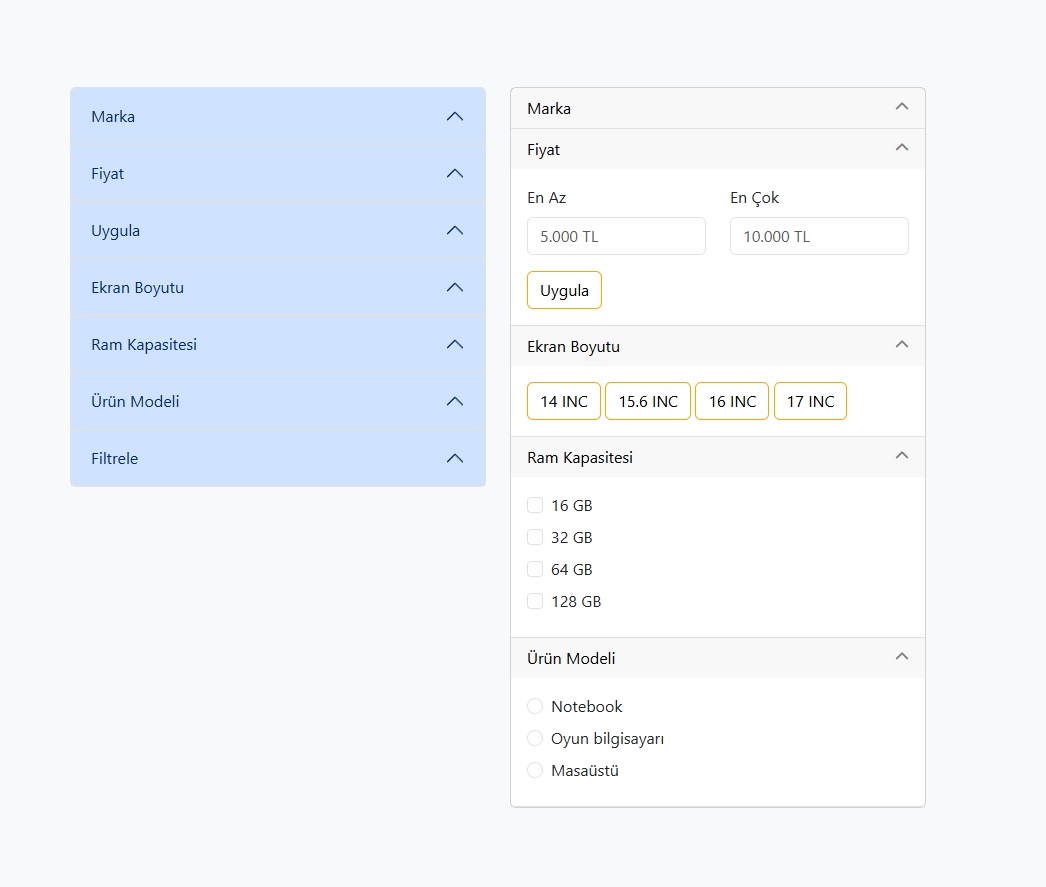 Marka
Fiyat
Uygula
Ekran Boyutu
Ram Kapasitesi
Ürün Modeli
Filtrele
Marka
Fiyat
En Az En Çok
5.000 TL 10.000 TL
Uygula
Ekran Boyutu
14 INC 15.6 INC 16 INC 17 INC
Ram Kapasitesi
16 GB
32 GB
64 GB
128 GB
Ürün Modeli
Notebook
Oyun bilgisayarı
Masaüstü